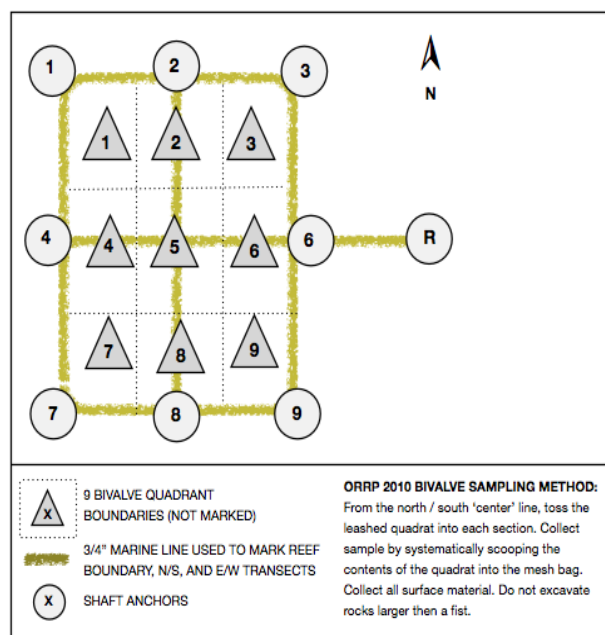 1
2
3
N
1
2
3
4
4
5
6
6
R
7
8
9
7
8
9
X
9 BIVALVE QUADRANT
BOUNDARIES (NOT MARKED)
3/4" MARINE LINE USED TO MARK REEF
BOUNDARY, N/S, AND E/W TRANSECTS
X
SHAFT ANCHORS
ORRP 2010 BIVALVE SAMPLING METHOD:
From the north / south 'center' line, toss the
leashed quadrat into each section. Collect
sample by systematically scooping the
contents of the quadrat into the mesh bag.
Collect all surface material. Do not excavate
rocks larger then a fist.